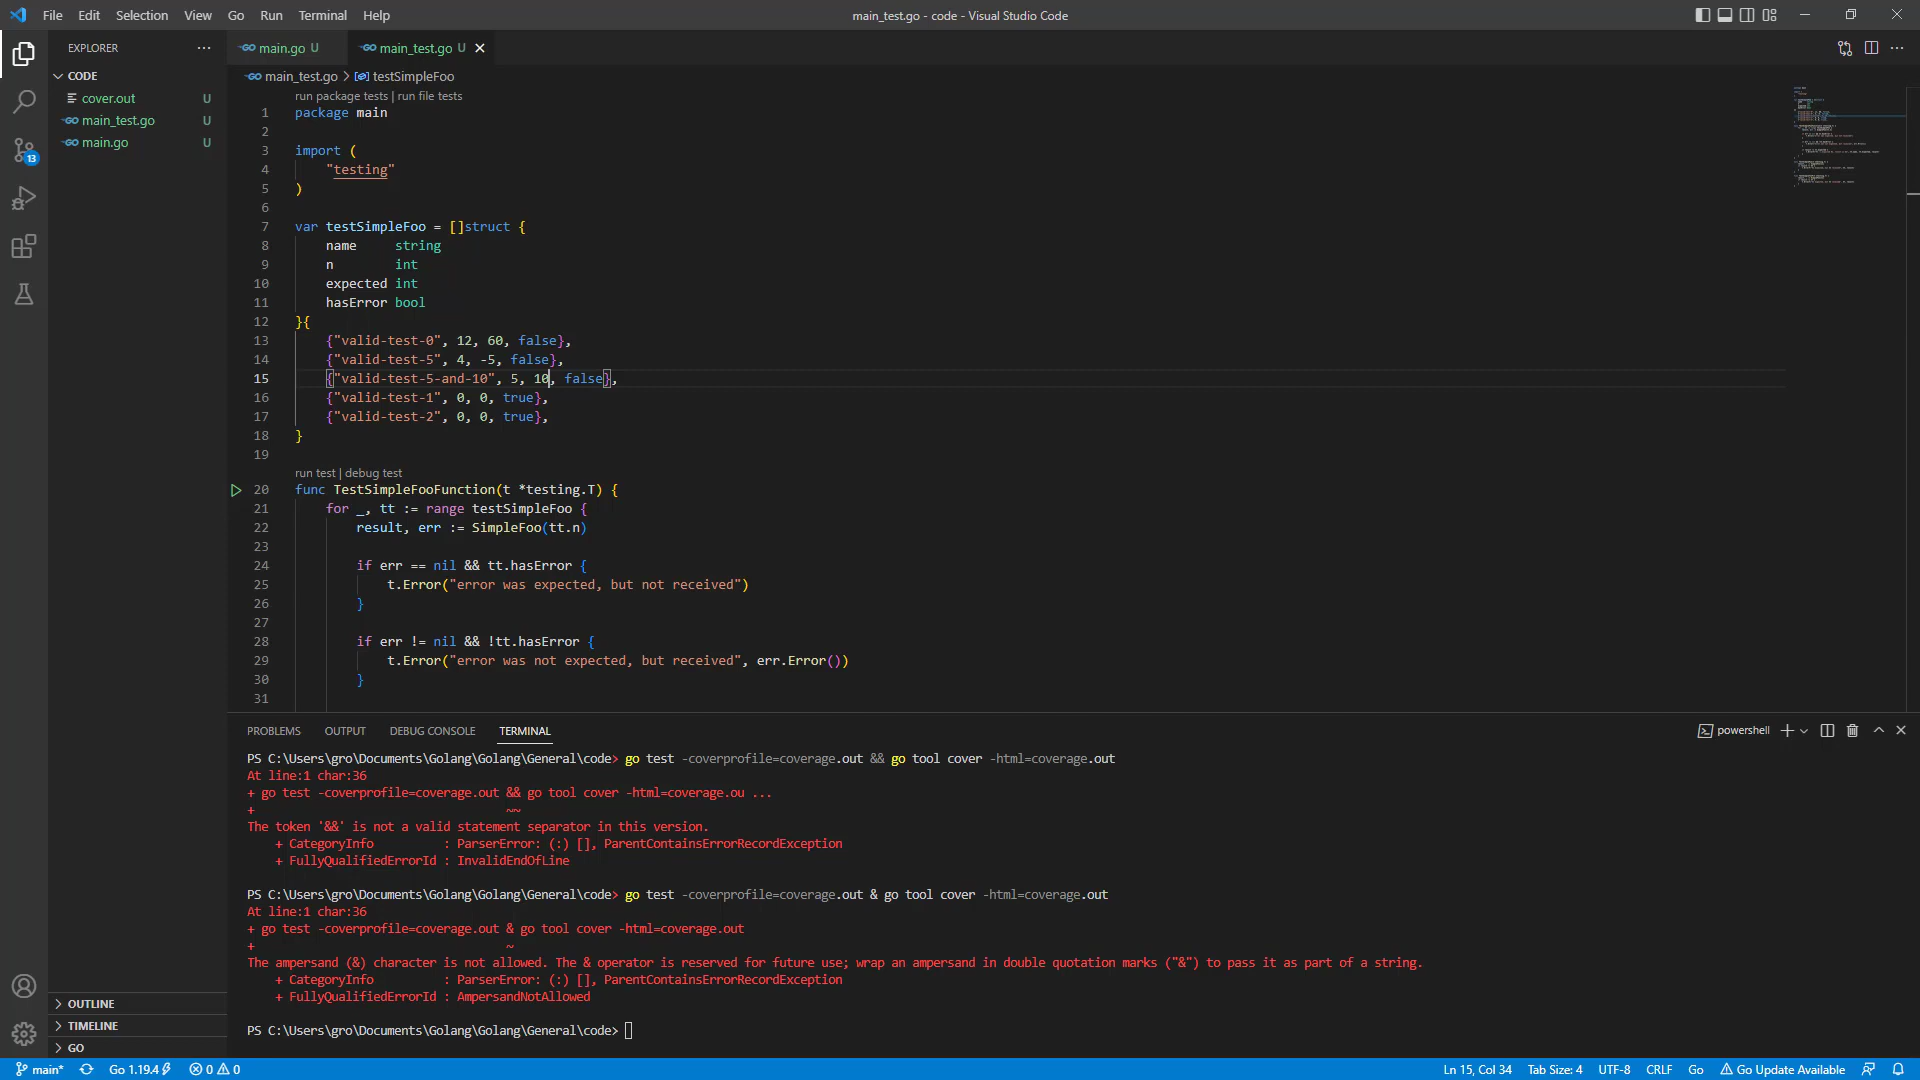 File Edit Selection View Go Run Terminal Help
main_test.go - code - Visual Studio Code
EXPLORER
main.go U
main_test.go U
CODE
cover.out U
main_test.go U
main.go U
13
OUTLINE
TIMELINE
GO
main_test.go > testSimpleFoo
run package tests | run file tests
1 package main
2
3 import (
4 "testing"
5 )
6
7 var testSimpleFoo = []struct {
8 name string
9 n int
10 expected int
11 hasError bool
12 }{
13 {"valid-test-0", 12, 60, false},
14 {"valid-test-5", 4, -5, false},
15 {"valid-test-5-and-10", 5, 10, false},
16 {"valid-test-1", 0, 0, true},
17 {"valid-test-2", 0, 0, true},
18 }
19
run test | debug test
20 func TestSimpleFooFunction(t *testing.T) {
21 for _, tt := range testSimpleFoo {
22 result, err := SimpleFoo(tt.n)
23
24 if err == nil && tt.hasError {
25 t.Error("error was expected, but not received")
26 }
27
28 if err != nil && !tt.hasError {
29 t.Error("error was not expected, but received", err.Error())
30 }
31
PROBLEMS OUTPUT DEBUG CONSOLE TERMINAL
powershell
PS C:\Users\gro\Documents\Golang\Golang\General\code> go test -coverprofile=coverage.out && go tool cover -html=coverage.out
At line:1 char:36
+ go test -coverprofile=coverage.out && go tool cover -html=coverage.ou ...
+ ~~
The token '&&' is not a valid statement separator in this version.
+ CategoryInfo : ParserError: (:) [], ParentContainsErrorRecordException
+ FullyQualifiedErrorId : InvalidEndOfLine
PS C:\Users\gro\Documents\Golang\Golang\General\code> go test -coverprofile=coverage.out & go tool cover -html=coverage.out
At line:1 char:36
+ go test -coverprofile=coverage.out & go tool cover -html=coverage.out
+ ~
The ampersand (&) character is not allowed. The & operator is reserved for future use; wrap an ampersand in double quotation marks ("&") to pass it as part of a string.
+ CategoryInfo : ParserError: (:) [], ParentContainsErrorRecordException
+ FullyQualifiedErrorId : AmpersandNotAllowed
PS C:\Users\gro\Documents\Golang\Golang\General\code>
main* Go 1.19.4 0 0
Ln 15, Col 34 Tab Size: 4 UTF-8 CRLF Go Go Update Available